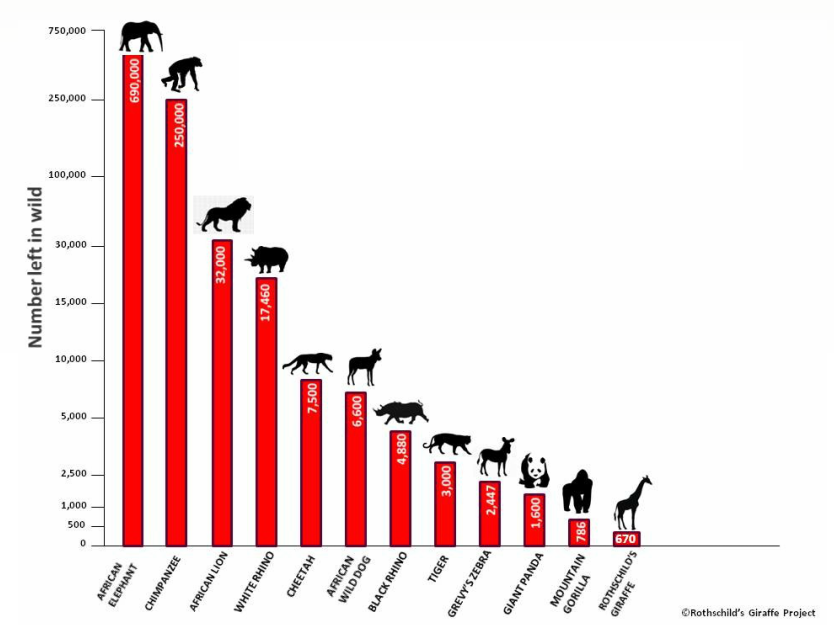 Number left in wild
750,000
250,000
100,000
30,000
15,000
10,000
5,000
2,500
1,000
500
0
690,000
250,000
32,000
17,460
7,500
6,600
4,880
3,000
2,447
1,600
786
670
AFRICAN
ELEPHANT
CHIMPANZEE
AFRICAN LION
WHITE RHINO
CHEETAH
AFRICAN
WILD DOG
BLACK RHINO
TIGER
GREVY'S ZEBRA
GIANT PANDA
MOUNTAIN
GORILLA
ROTHSCHILD'S
GIRAFFE
©Rothschild's Giraffe Project